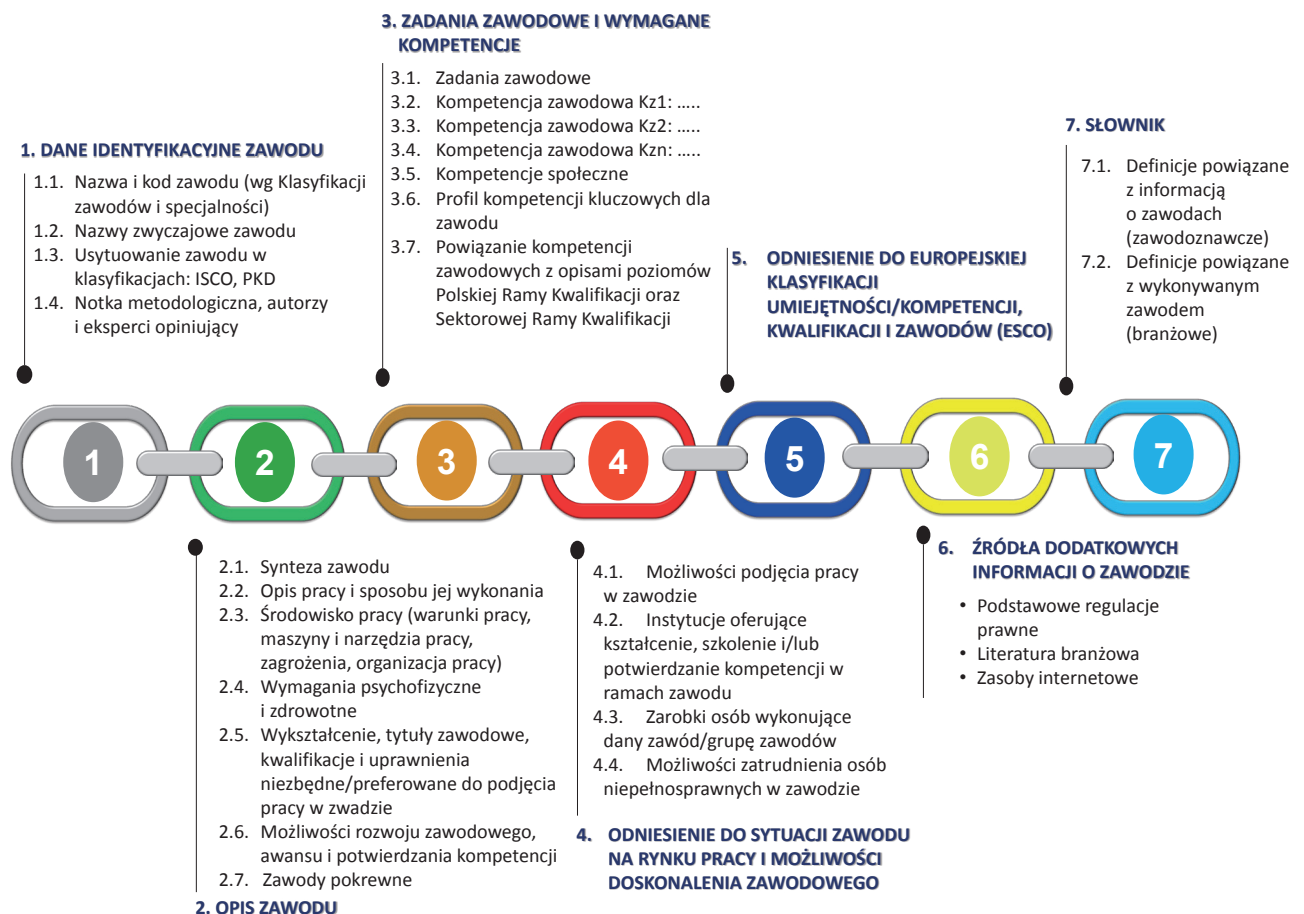 1. DANE IDENTYFIKACYJNE ZAWODU
1.1. Nazwa i kod zawodu (wg Klasyfikacji
zawodów i specjalności)
1.2. Nazwy zwyczajowe zawodu
1.3. Usytuowanie zawodu w
klasyfikacjach: ISCO, PKD
1.4. Notka metodologiczna, autorzy
i eksperci opiniujący
3. ZADANIA ZAWODOWE I WYMAGANE
KOMPETENCJE
3.1. Zadania zawodowe
3.2. Kompetencja zawodowa Kz1: .....
3.3. Kompetencja zawodowa Kz2: .....
3.4. Kompetencja zawodowa Kzn: .....
3.5. Kompetencje społeczne
3.6. Profil kompetencji kluczowych dla
zawodu
3.7. Powiązanie kompetencji
zawodowych z opisami poziomów
Polskiej Ramy Kwalifikacji oraz
Sektorowej Ramy Kwalifikacji
5. ODNIESIENIE DO EUROPEJSKIEJ
KLASYFIKACJI
UMIEJĘTNOŚCI/KOMPETENCJI,
KWALIFIKACJI I ZAWODÓW (ESCO)
7. SŁOWNIK
7.1. Definicje powiązane
z informacją
o zawodach
(zawodoznawcze)
7.2. Definicje powiązane
z wykonywanym
zawodem
(branżowe)
1 2 3 4 5 6 7
2.1. Synteza zawodu
2.2. Opis pracy i sposobu jej wykonania
2.3. Środowisko pracy (warunki pracy,
maszyny i narzędzia pracy,
zagrożenia, organizacja pracy)
2.4. Wymagania psychofizyczne
i zdrowotne
2.5. Wykształcenie, tytuły zawodowe,
kwalifikacje i uprawnienia
niezbędne/preferowane do podjęcia
pracy w zwadzie
2.6. Możliwości rozwoju zawodowego,
awansu i potwierdzania kompetencji
2.7. Zawody pokrewne
2. OPIS ZAWODU
4.1. Możliwości podjęcia pracy
w zawodzie
4.2. Instytucje oferujące
kształcenie, szkolenie i/lub
potwierdzanie kompetencji w
ramach zawodu
4.3. Zarobki osób wykonujące
dany zawód/grupę zawodów
4.4. Możliwości zatrudnienia osób
niepełnosprawnych w zawodzie
4. ODNIESIENIE DO SYTUACJI ZAWODU
NA RYNKU PRACY I MOŻLIWOŚCI
DOSKONALENIA ZAWODOWEGO
6. ŹRÓDŁA DODATKOWYCH
INFORMACJI O ZAWODZIE
• Podstawowe regulacje
prawne
• Literatura branżowa
• Zasoby internetowe